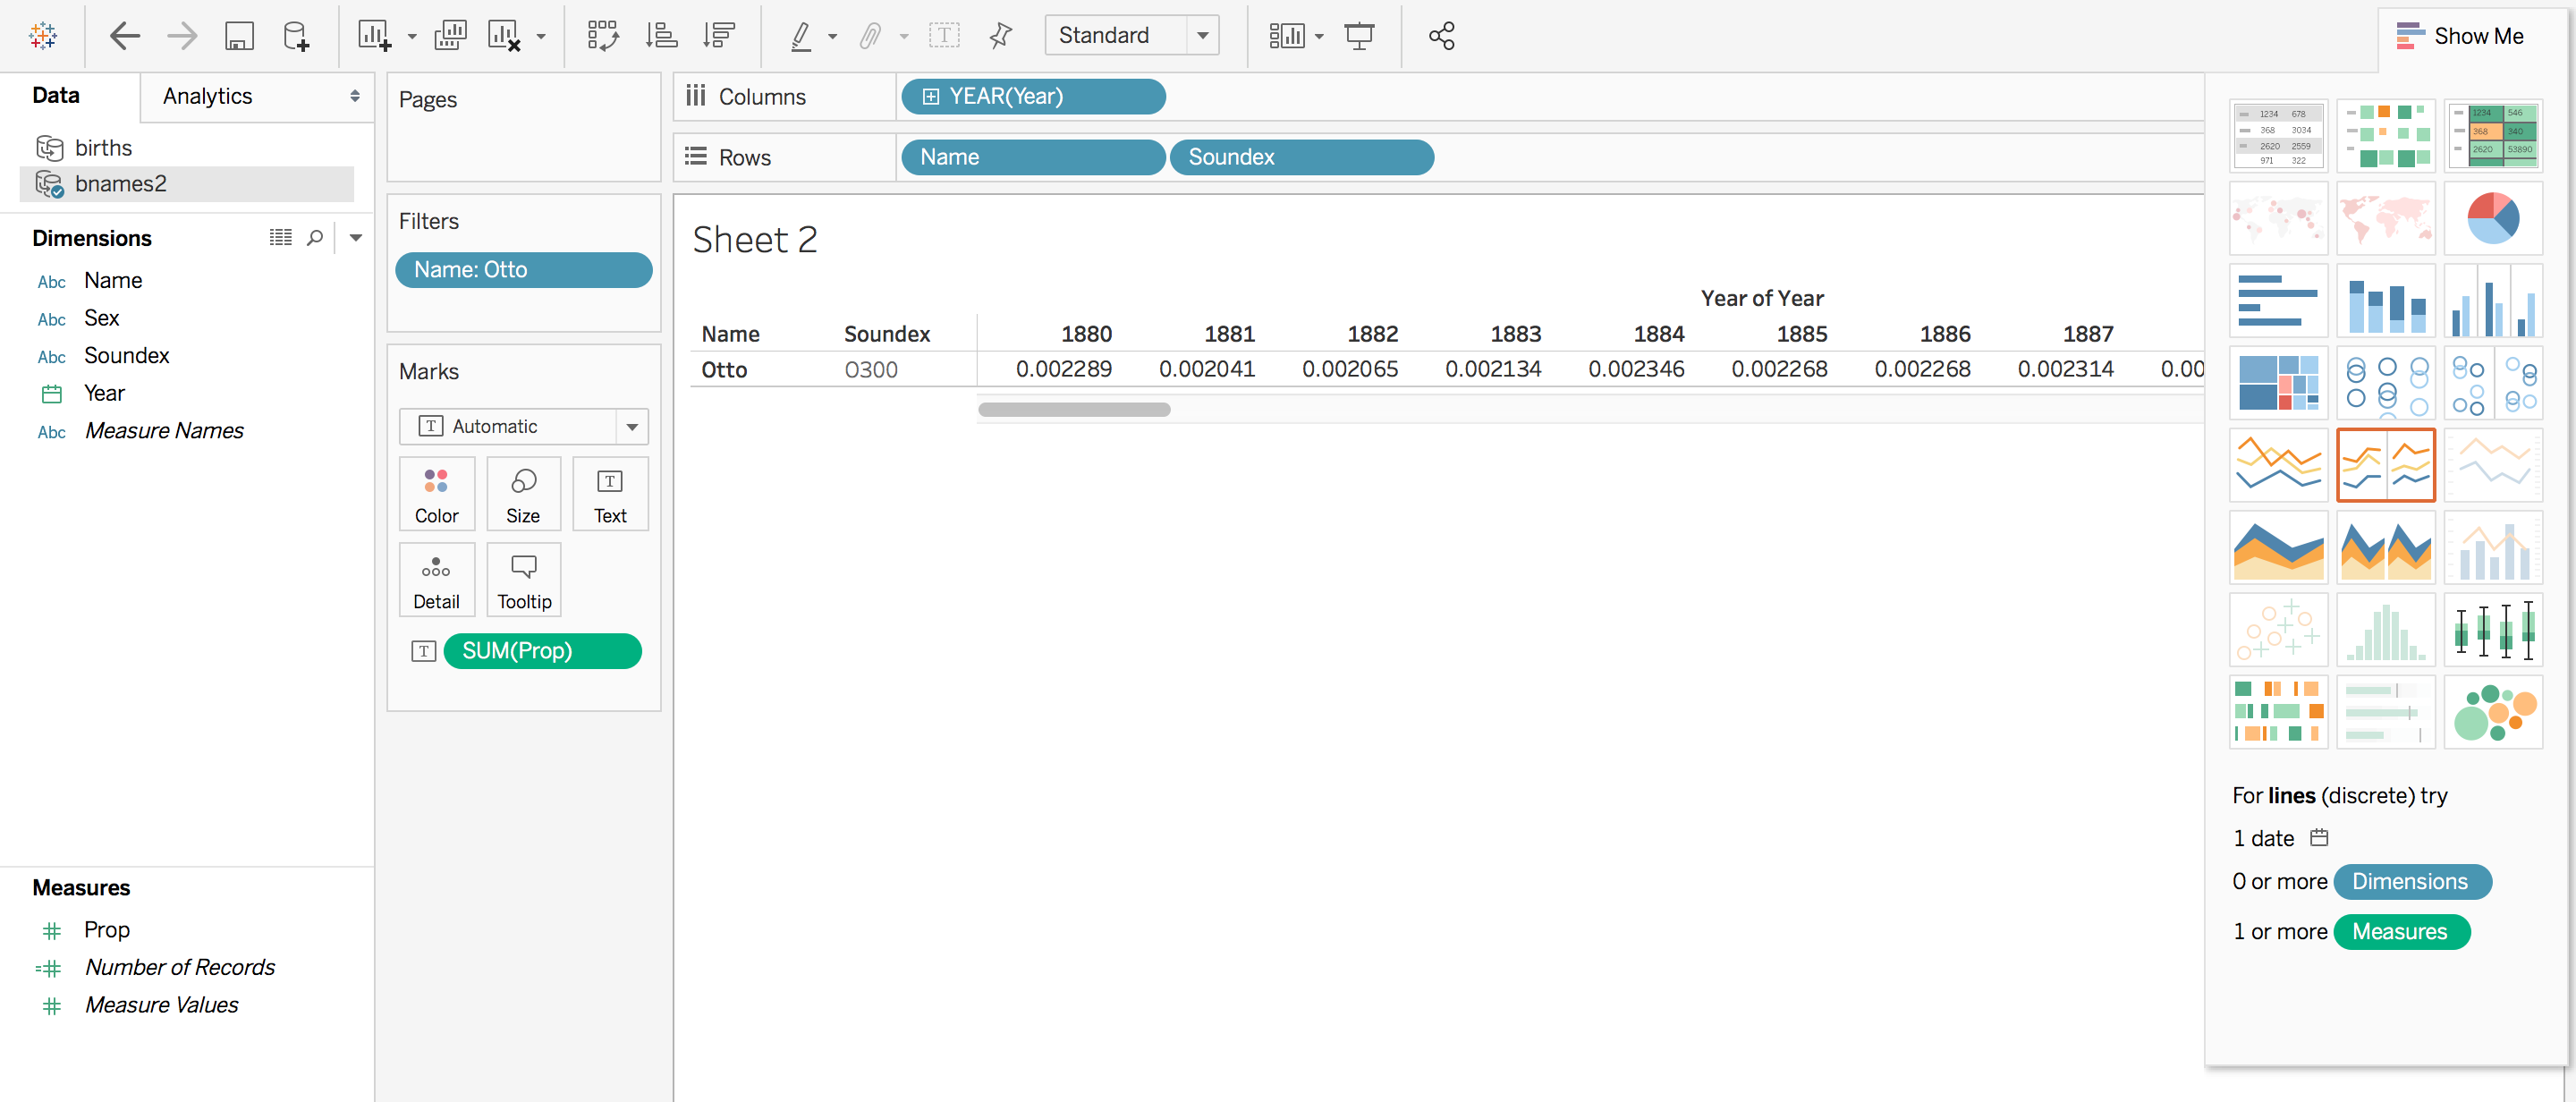 Standard
Show Me
Data
Analytics
births
bnames2
Dimensions
Abc Name
Abc Sex
Abc Soundex
Year
Abc Measure Names
Measures
Prop
Number of Records
Measure Values
Pages
Filters
Name: Otto
Marks
T Automatic
Color
Size
T
Text
Detail
Tooltip
T SUM(Prop)
Columns
YEAR(Year)
Rows
Name
Soundex
Sheet 2
Year of Year
Name Soundex 1880 1881 1882 1883 1884 1885 1886 1887
Otto O300 0.002289 0.002041 0.002065 0.002134 0.002346 0.002268 0.002268 0.002314 0.00
1234 678
368 3034
2620 2559
971 322
1234 546
368 340
2620 53890
For lines (discrete) try
1 date
0 or more Dimensions
1 or more Measures